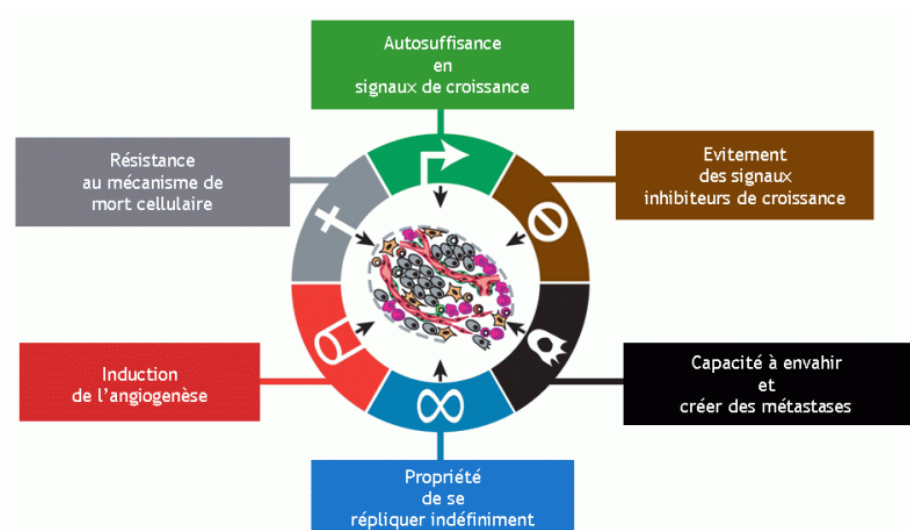 Autosuffisance
en
signaux de croissance
Résistance
au mécanisme de
mort cellulaire
Evitement
des signaux
inhibiteurs de croissance
Induction
de l'angiogenèse
Capacité à envahir
et
créer des métastases
Propriété
de se
répliquer indéfiniment